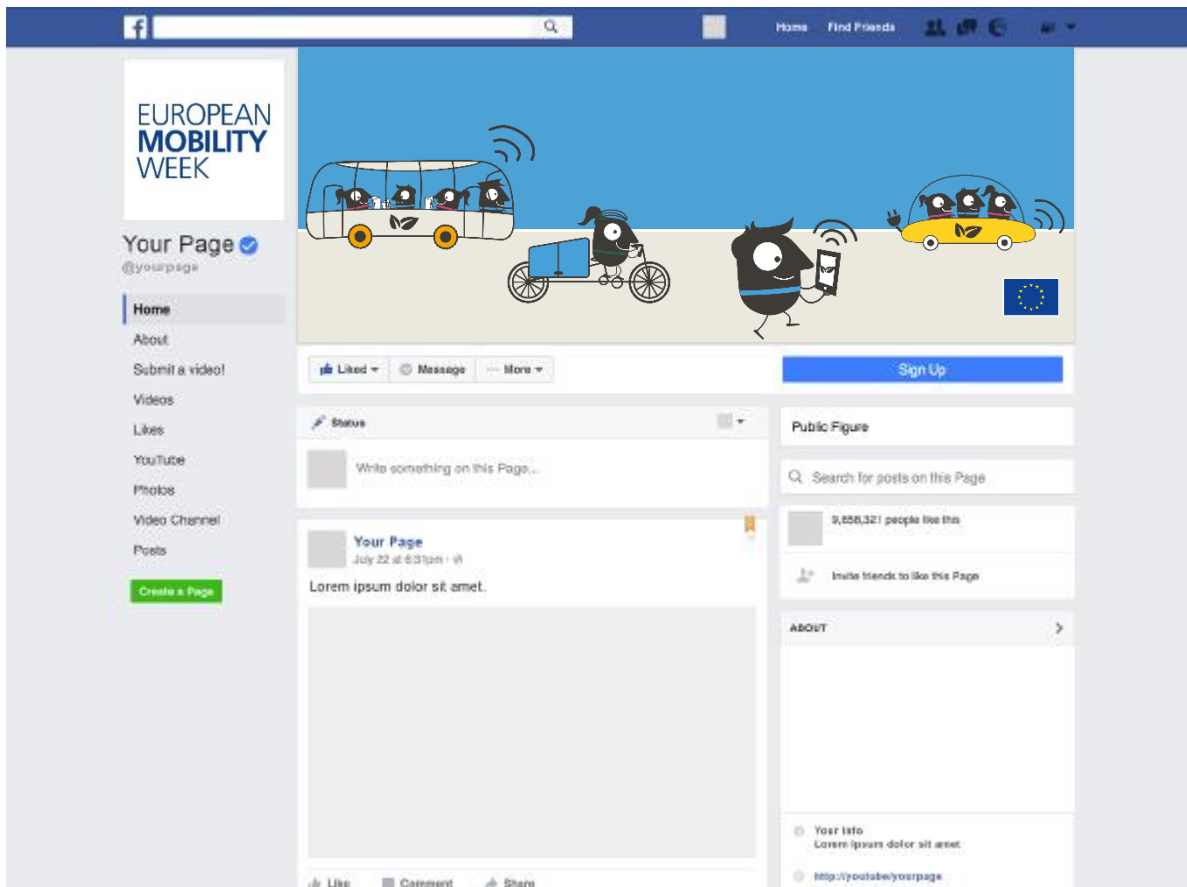 f
Home Find Friends
EUROPEAN
MOBILITY
WEEK
Your Page
@yourpage
Home
About
Submit a video!
Videos
Likes
YouTube
Photos
Video Channel
Posts
Create a Page
Liked
Message
··· More
Sign Up
Status
Write something on this Page...
Your Page
July 22 at 6:31pm ·
Lorem ipsum dolor sit amet.
Like
Comment
Share
Public Figure
Search for posts on this Page
9,658,321 people like this
Invite friends to like this Page
ABOUT
Your Info
Lorem ipsum dolor sit amet
http://youtube/yourpage